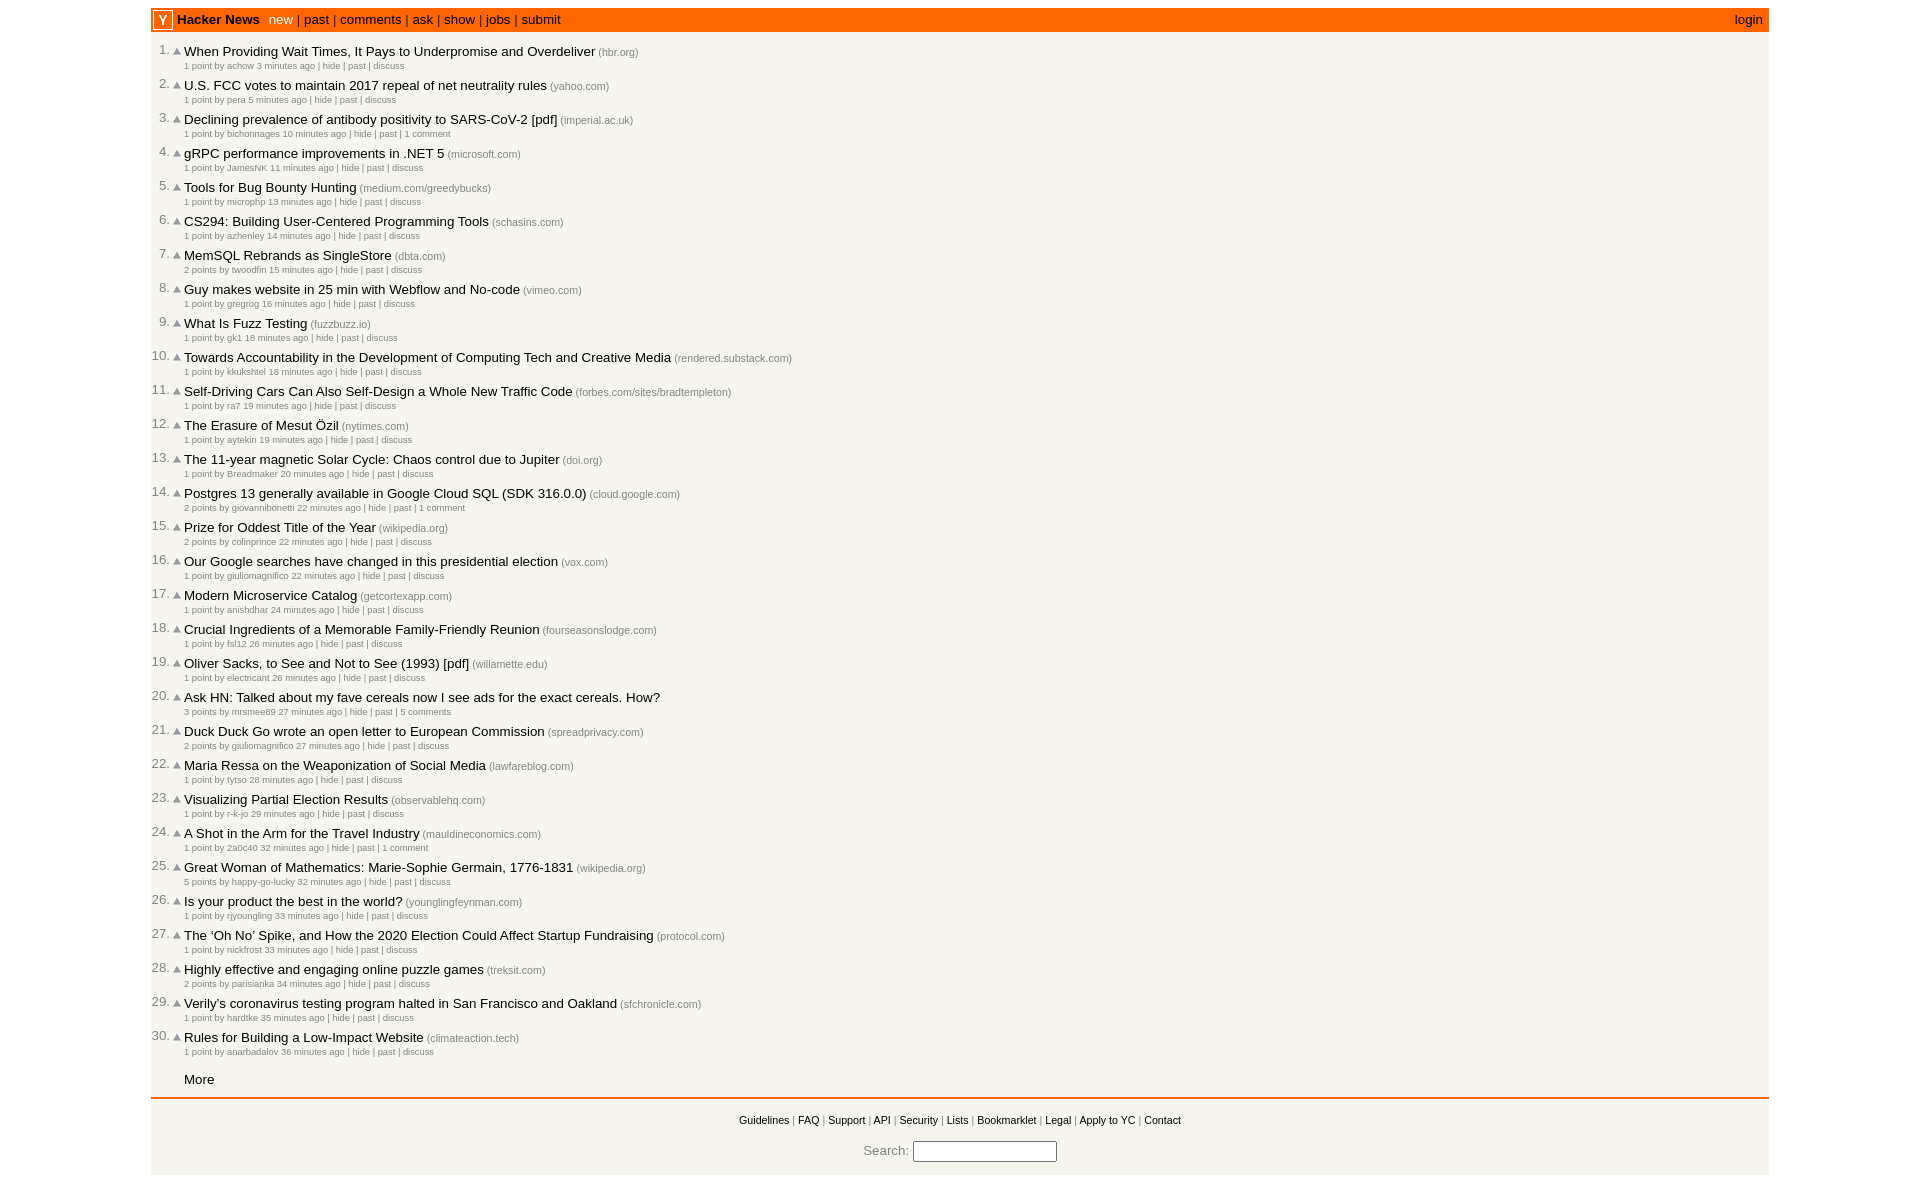 Y Hacker News new | past | comments | ask | show | jobs | submit login
1. When Providing Wait Times, It Pays to Underpromise and Overdeliver (hbr.org)
1 point by achow 3 minutes ago | hide | past | discuss
2. U.S. FCC votes to maintain 2017 repeal of net neutrality rules (yahoo.com)
1 point by pera 5 minutes ago | hide | past | discuss
3. Declining prevalence of antibody positivity to SARS-CoV-2 [pdf] (imperial.ac.uk)
1 point by bichonnages 10 minutes ago | hide | past | 1 comment
4. gRPC performance improvements in .NET 5 (microsoft.com)
1 point by JamesNK 11 minutes ago | hide | past | discuss
5. Tools for Bug Bounty Hunting (medium.com/greedybucks)
1 point by microphp 13 minutes ago | hide | past | discuss
6. CS294: Building User-Centered Programming Tools (schasins.com)
1 point by azhenley 14 minutes ago | hide | past | discuss
7. MemSQL Rebrands as SingleStore (dbta.com)
2 points by twoodfin 15 minutes ago | hide | past | discuss
8. Guy makes website in 25 min with Webflow and No-code (vimeo.com)
1 point by gregrog 16 minutes ago | hide | past | discuss
9. What Is Fuzz Testing (fuzzbuzz.io)
1 point by gk1 18 minutes ago | hide | past | discuss
10. Towards Accountability in the Development of Computing Tech and Creative Media (rendered.substack.com)
1 point by kkukshtel 18 minutes ago | hide | past | discuss
11. Self-Driving Cars Can Also Self-Design a Whole New Traffic Code (forbes.com/sites/bradtempleton)
1 point by ra7 19 minutes ago | hide | past | discuss
12. The Erasure of Mesut Özil (nytimes.com)
1 point by aytekin 19 minutes ago | hide | past | discuss
13. The 11-year magnetic Solar Cycle: Chaos control due to Jupiter (doi.org)
1 point by Breadmaker 20 minutes ago | hide | past | discuss
14. Postgres 13 generally available in Google Cloud SQL (SDK 316.0.0) (cloud.google.com)
2 points by giovannibonetti 22 minutes ago | hide | past | 1 comment
15. Prize for Oddest Title of the Year (wikipedia.org)
2 points by colinprince 22 minutes ago | hide | past | discuss
16. Our Google searches have changed in this presidential election (vox.com)
1 point by giuliomagnifico 22 minutes ago | hide | past | discuss
17. Modern Microservice Catalog (getcortexapp.com)
1 point by anishdhar 24 minutes ago | hide | past | discuss
18. Crucial Ingredients of a Memorable Family-Friendly Reunion (fourseasonslodge.com)
1 point by fsl12 26 minutes ago | hide | past | discuss
19. Oliver Sacks, to See and Not to See (1993) [pdf] (willamette.edu)
1 point by electricant 26 minutes ago | hide | past | discuss
20. Ask HN: Talked about my fave cereals now I see ads for the exact cereals. How?
3 points by mrsmee89 27 minutes ago | hide | past | 5 comments
21. Duck Duck Go wrote an open letter to European Commission (spreadprivacy.com)
2 points by giuliomagnifico 27 minutes ago | hide | past | discuss
22. Maria Ressa on the Weaponization of Social Media (lawfareblog.com)
1 point by tytso 28 minutes ago | hide | past | discuss
23. Visualizing Partial Election Results (observablehq.com)
1 point by r-k-jo 29 minutes ago | hide | past | discuss
24. A Shot in the Arm for the Travel Industry (mauldineconomics.com)
1 point by 2a0c40 32 minutes ago | hide | past | 1 comment
25. Great Woman of Mathematics: Marie-Sophie Germain, 1776-1831 (wikipedia.org)
5 points by happy-go-lucky 32 minutes ago | hide | past | discuss
26. Is your product the best in the world? (younglingfeynman.com)
1 point by rjyoungling 33 minutes ago | hide | past | discuss
27. The ‘Oh No’ Spike, and How the 2020 Election Could Affect Startup Fundraising (protocol.com)
1 point by nickfrost 33 minutes ago | hide | past | discuss
28. Highly effective and engaging online puzzle games (treksit.com)
2 points by parisianka 34 minutes ago | hide | past | discuss
29. Verily’s coronavirus testing program halted in San Francisco and Oakland (sfchronicle.com)
1 point by hardtke 35 minutes ago | hide | past | discuss
30. Rules for Building a Low-Impact Website (climateaction.tech)
1 point by anarbadalov 36 minutes ago | hide | past | discuss
More
Guidelines | FAQ | Support | API | Security | Lists | Bookmarklet | Legal | Apply to YC | Contact
Search: